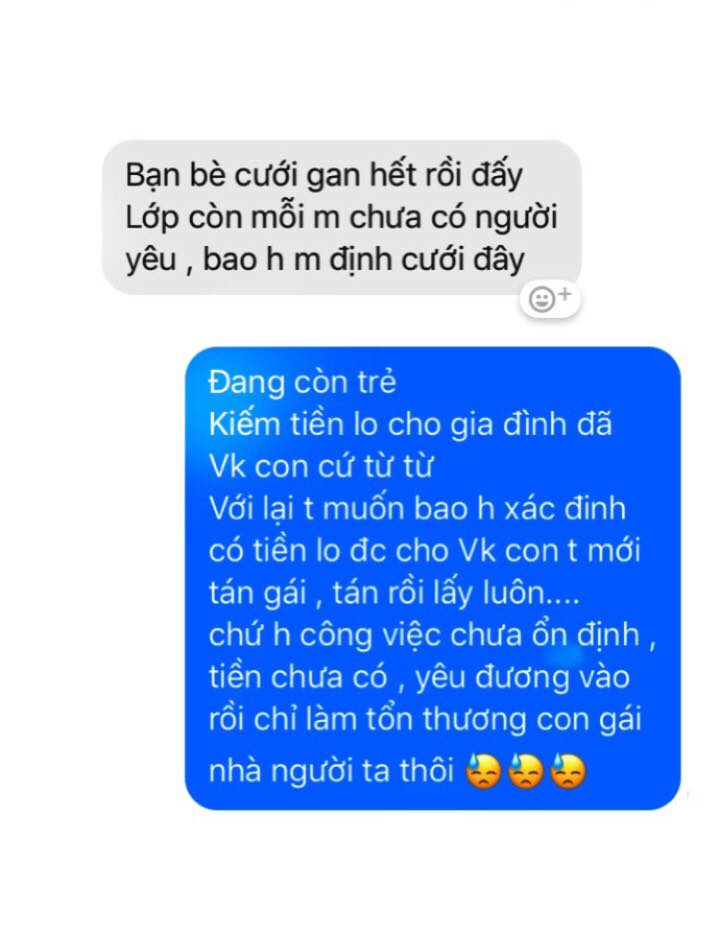 Bạn bè cưới gan hết rồi đấy
Lớp còn mỗi m chưa có người
yêu , bao h m định cưới đây
Đang còn trẻ
Kiếm tiền lo cho gia đình đã
Vk con cứ từ từ
Với lại t muốn bao h xác đinh
có tiền lo đc cho Vk con t mới
tán gái , tán rồi lấy luôn....
chứ h công việc chưa ổn định ,
tiền chưa có , yêu đương vào
rồi chỉ làm tổn thương con gái
nhà người ta thôi 😓😓😓